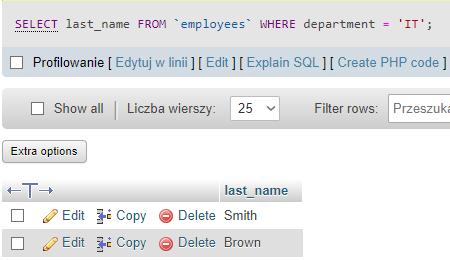 SELECT last_name FROM `employees` WHERE department = 'IT';
Profilowanie [ Edytuj w linii ] [ Edit ] [ Explain SQL ] [ Create PHP code ]
Show all Liczba wierszy: 25 Filter rows: Przeszuka
Extra options
last_name
Edit Copy Delete Smith
Edit Copy Delete Brown